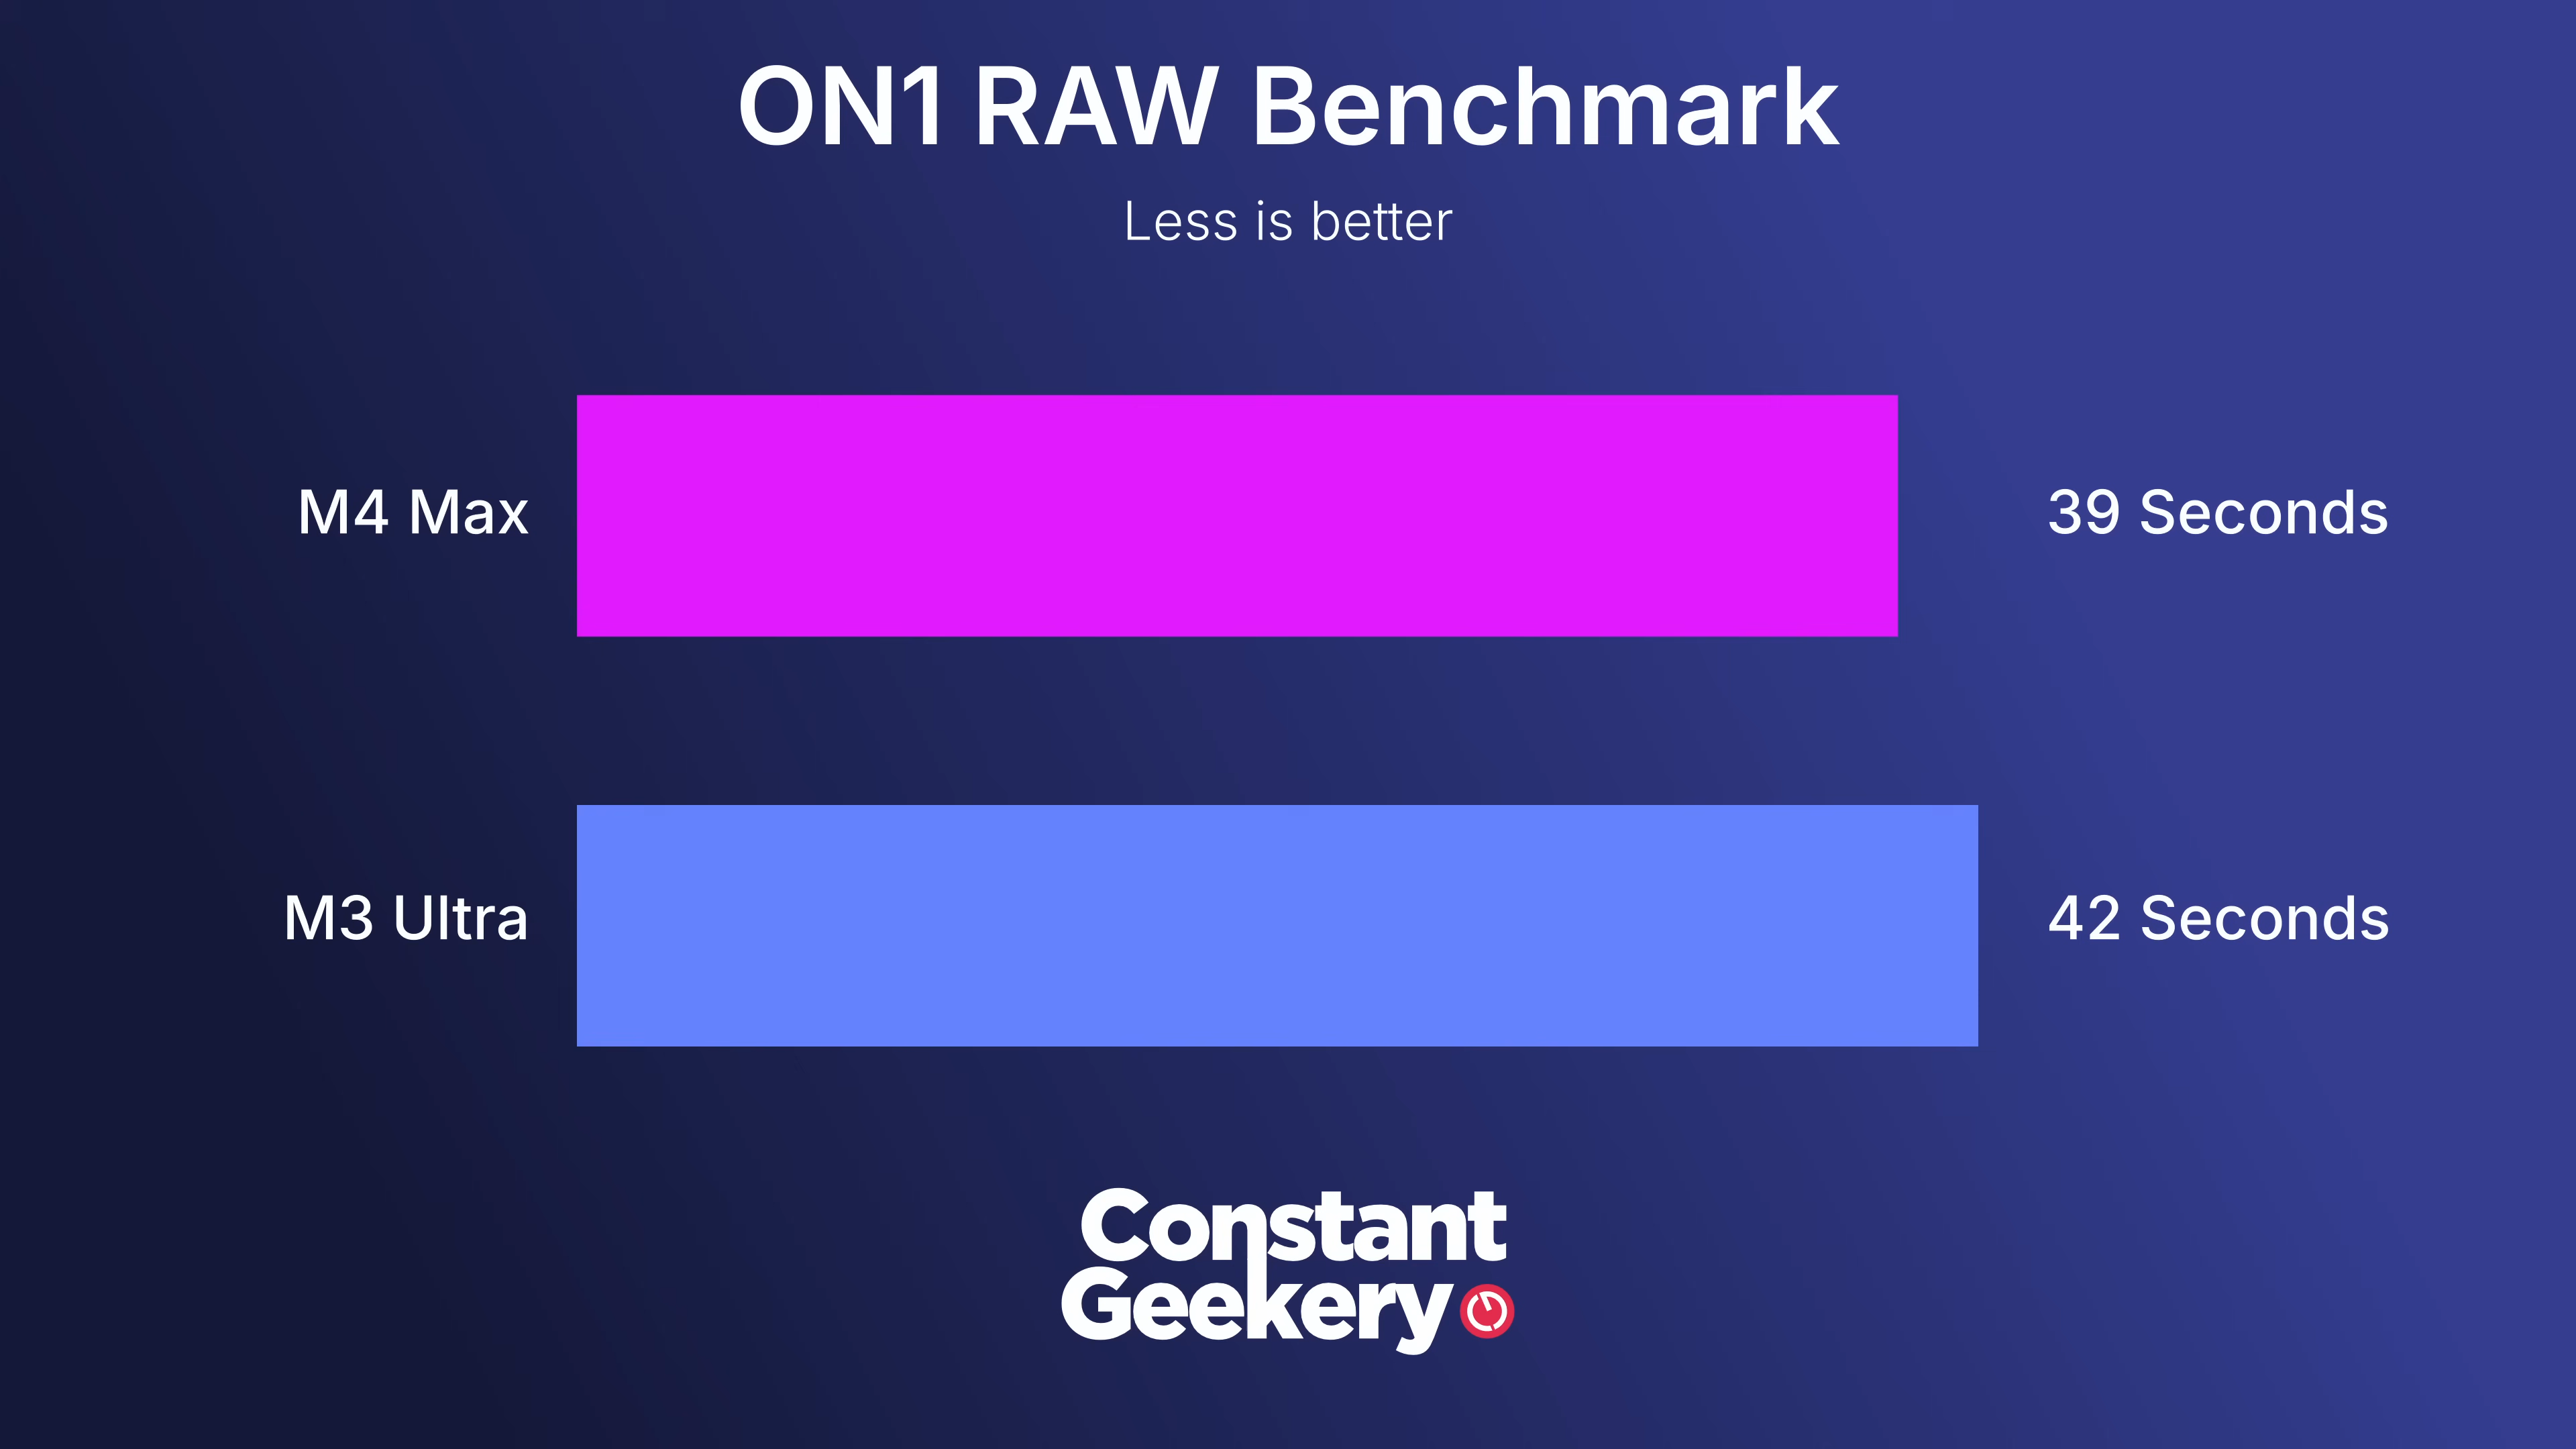 ON1 RAW Benchmark
Less is better
M4 Max
39 Seconds
M3 Ultra
42 Seconds
Constant
Geekery